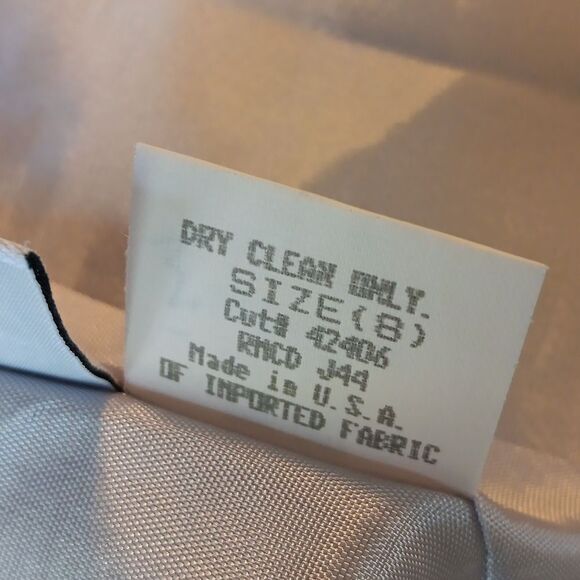 DRY CLEAN ONLY.
SIZE(8)
Cut# 42406
RMCD J44
Made in U.S.A.
OF IMPORTED FABRIC